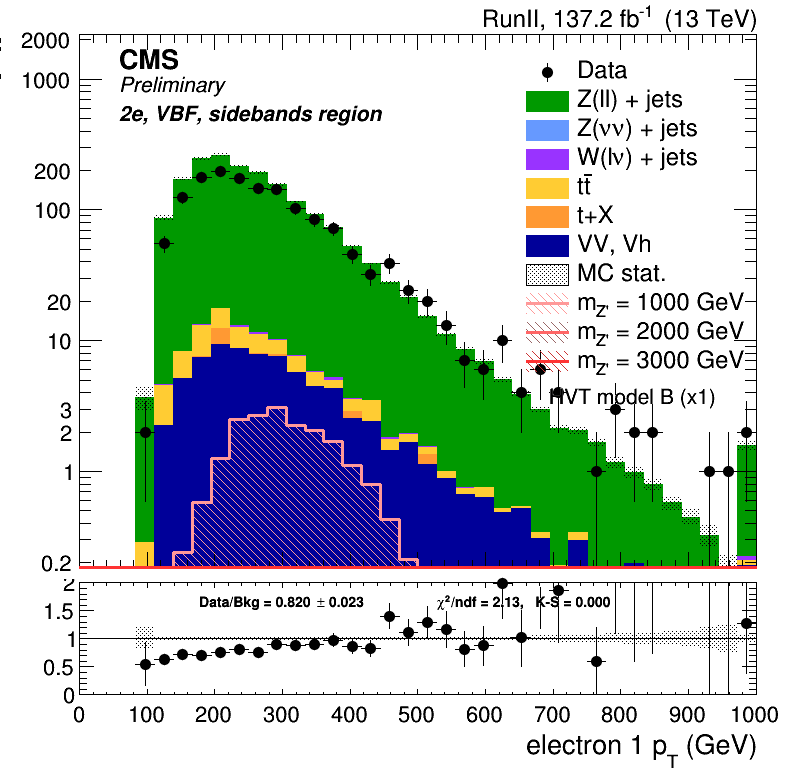 RunII, 137.2 fb⁻¹ (13 TeV)
2000
1000
200
100
20
10
3
2
1
0.2
CMS
Preliminary
2e, VBF, sidebands region
Data
Z(ll) + jets
Z(νν) + jets
W(lν) + jets
tt̄
t+X
VV, Vh
MC stat.
m_Z' = 1000 GeV
m_Z' = 2000 GeV
m_Z' = 3000 GeV
HVT model B (x1)
2
1.5
1
0.5
0
Data/Bkg = 0.820 ± 0.023 χ²/ndf = 2.13, K-S = 0.000
0 100 200 300 400 500 600 700 800 900 1000
electron 1 p_T (GeV)